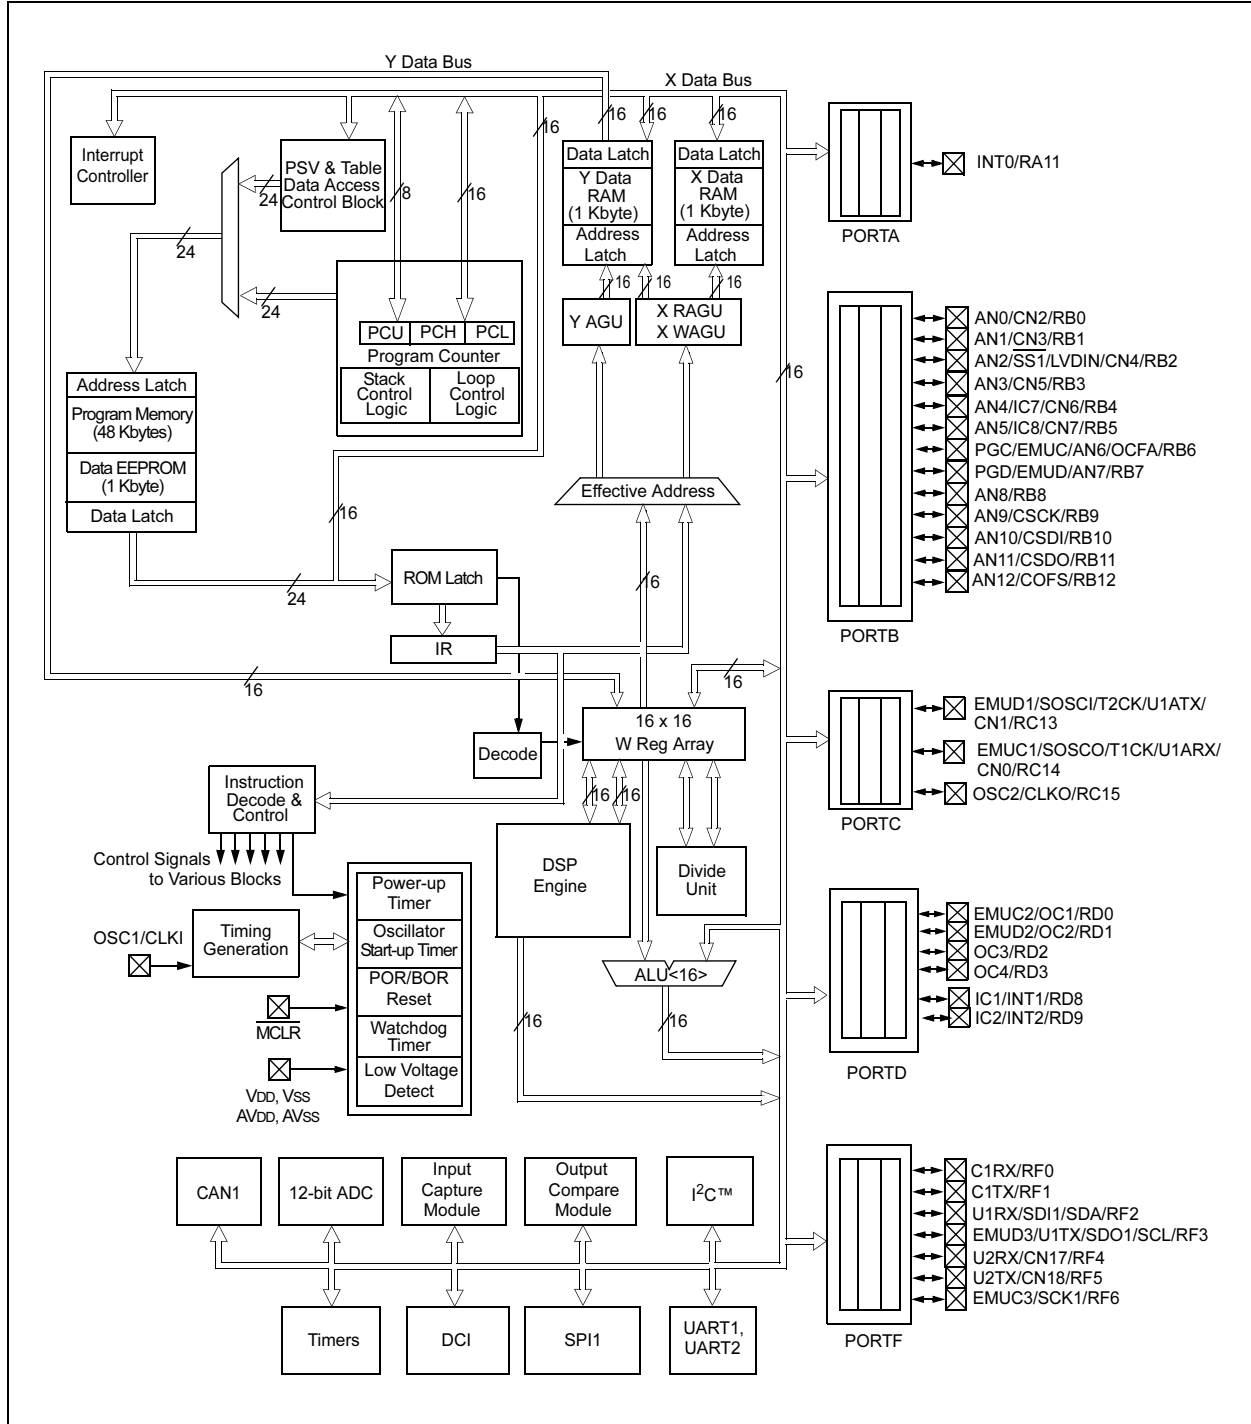 Y Data Bus
X Data Bus
16
16
16
16
Interrupt
Controller
PSV & Table
Data Access
Control Block
24
8
16
24
24
Data Latch
Y Data
RAM
(1 Kbyte)
Address
Latch
Data Latch
X Data
RAM
(1 Kbyte)
Address
Latch
16
16
16
Y AGU
X RAGU
X WAGU
PCU
PCH
PCL
Program Counter
Stack
Control
Logic
Loop
Control
Logic
Address Latch
Program Memory
(48 Kbytes)
Data EEPROM
(1 Kbyte)
Data Latch
16
24
16
Effective Address
ROM Latch
IR
6
16
16
16 x 16
W Reg Array
Decode
Instruction
Decode &
Control
Control Signals
to Various Blocks
16
16
DSP
Engine
Divide
Unit
Power-up
Timer
Oscillator
Start-up Timer
POR/BOR
Reset
Watchdog
Timer
Low Voltage
Detect
OSC1/CLKI
Timing
Generation
MCLR
VDD, VSS
AVDD, AVSS
ALU<16>
16
16
CAN1
12-bit ADC
Input
Capture
Module
Output
Compare
Module
I2C™
Timers
DCI
SPI1
UART1,
UART2
INT0/RA11
PORTA
AN0/CN2/RB0
AN1/CN3/RB1
AN2/SS1/LVDIN/CN4/RB2
AN3/CN5/RB3
AN4/IC7/CN6/RB4
AN5/IC8/CN7/RB5
PGC/EMUC/AN6/OCFA/RB6
PGD/EMUD/AN7/RB7
AN8/RB8
AN9/CSCK/RB9
AN10/CSDI/RB10
AN11/CSDO/RB11
AN12/COFS/RB12
PORTB
EMUD1/SOSCI/T2CK/U1ATX/
CN1/RC13
EMUC1/SOSCO/T1CK/U1ARX/
CN0/RC14
OSC2/CLKO/RC15
PORTC
EMUC2/OC1/RD0
EMUD2/OC2/RD1
OC3/RD2
OC4/RD3
IC1/INT1/RD8
IC2/INT2/RD9
PORTD
C1RX/RF0
C1TX/RF1
U1RX/SDI1/SDA/RF2
EMUD3/U1TX/SDO1/SCL/RF3
U2RX/CN17/RF4
U2TX/CN18/RF5
EMUC3/SCK1/RF6
PORTF